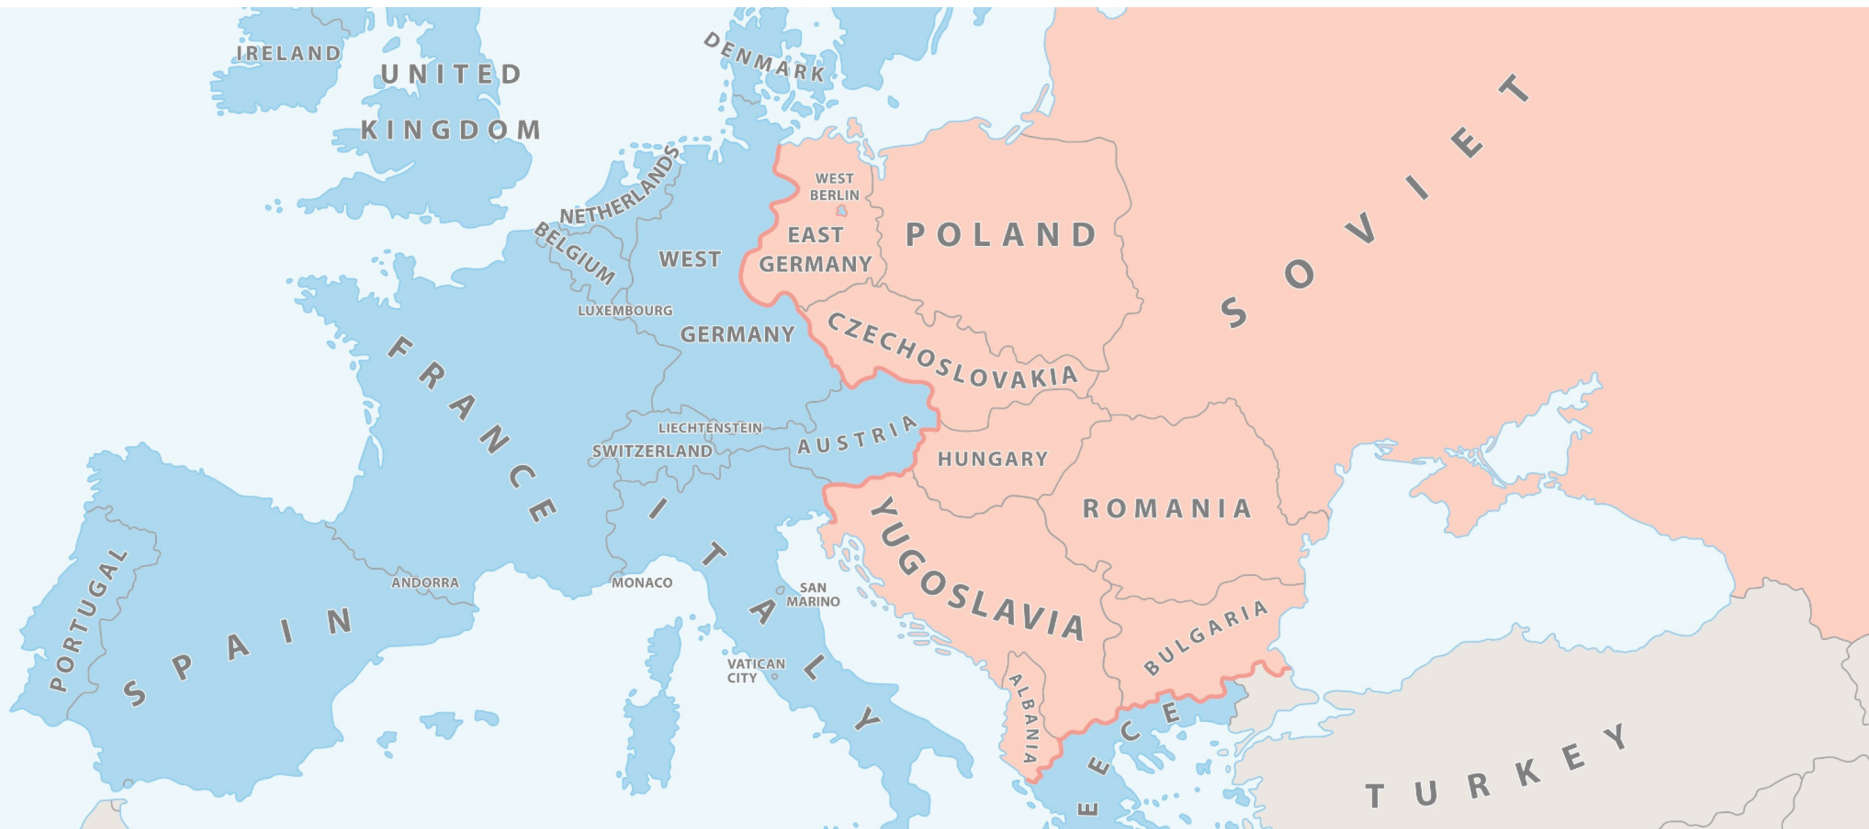 IRELAND
UNITED
KINGDOM
DENMARK
SOVIET
NETHERLANDS
BELGIUM
LUXEMBOURG
WEST
GERMANY
WEST
BERLIN
EAST
GERMANY
POLAND
CZECHOSLOVAKIA
FRANCE
LIECHTENSTEIN
SWITZERLAND
AUSTRIA
HUNGARY
ROMANIA
YUGOSLAVIA
ITALY
MONACO
SAN
MARINO
ANDORRA
PORTUGAL
SPAIN
VATICAN
CITY
BULGARIA
ALBANIA
EECE
TURKEY